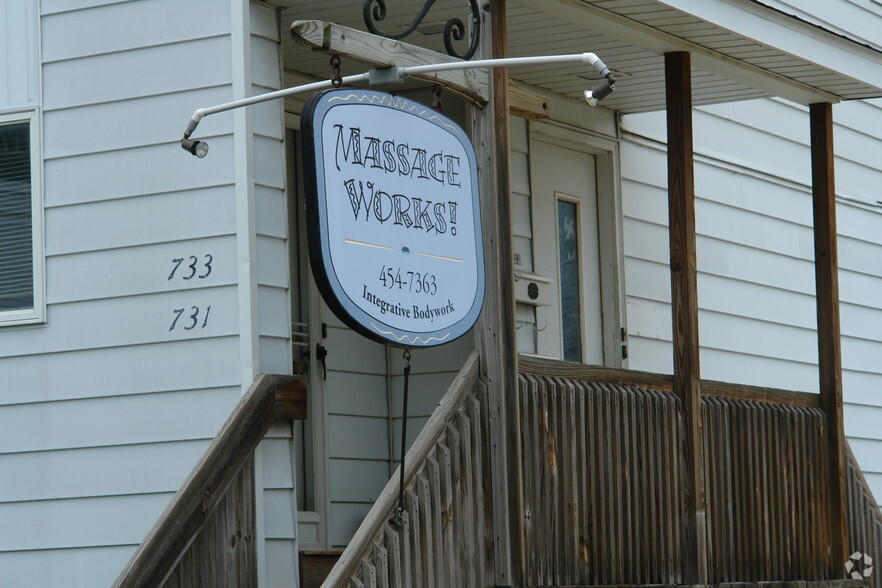 MASSAGE
WORKS!
454-7363
Integrative Bodywork
733
731